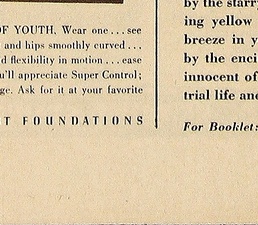 OF YOUTH. Wear one...see
and hips smoothly curved...
flexibility in motion...ease
you'll appreciate Super Control;
Ask for it at your favorite
FOUNDATIONS
by the starry
ing yellow
breeze in y
by the enci
innocent of
trial life and
For Booklet: